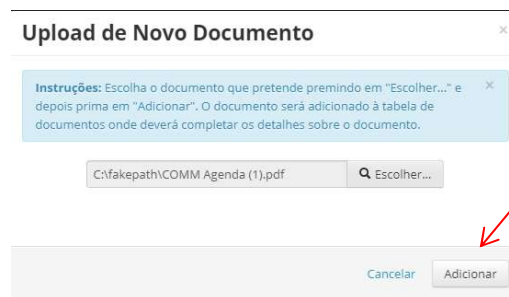 Upload de Novo Documento ×
Instruções: Escolha o documento que pretende premindo em "Escolher..." e ×
depois prima em "Adicionar". O documento será adicionado à tabela de
documentos onde deverá completar os detalhes sobre o documento.
C:\fakepath\COMM Agenda (1).pdf Escolher...
Cancelar Adicionar